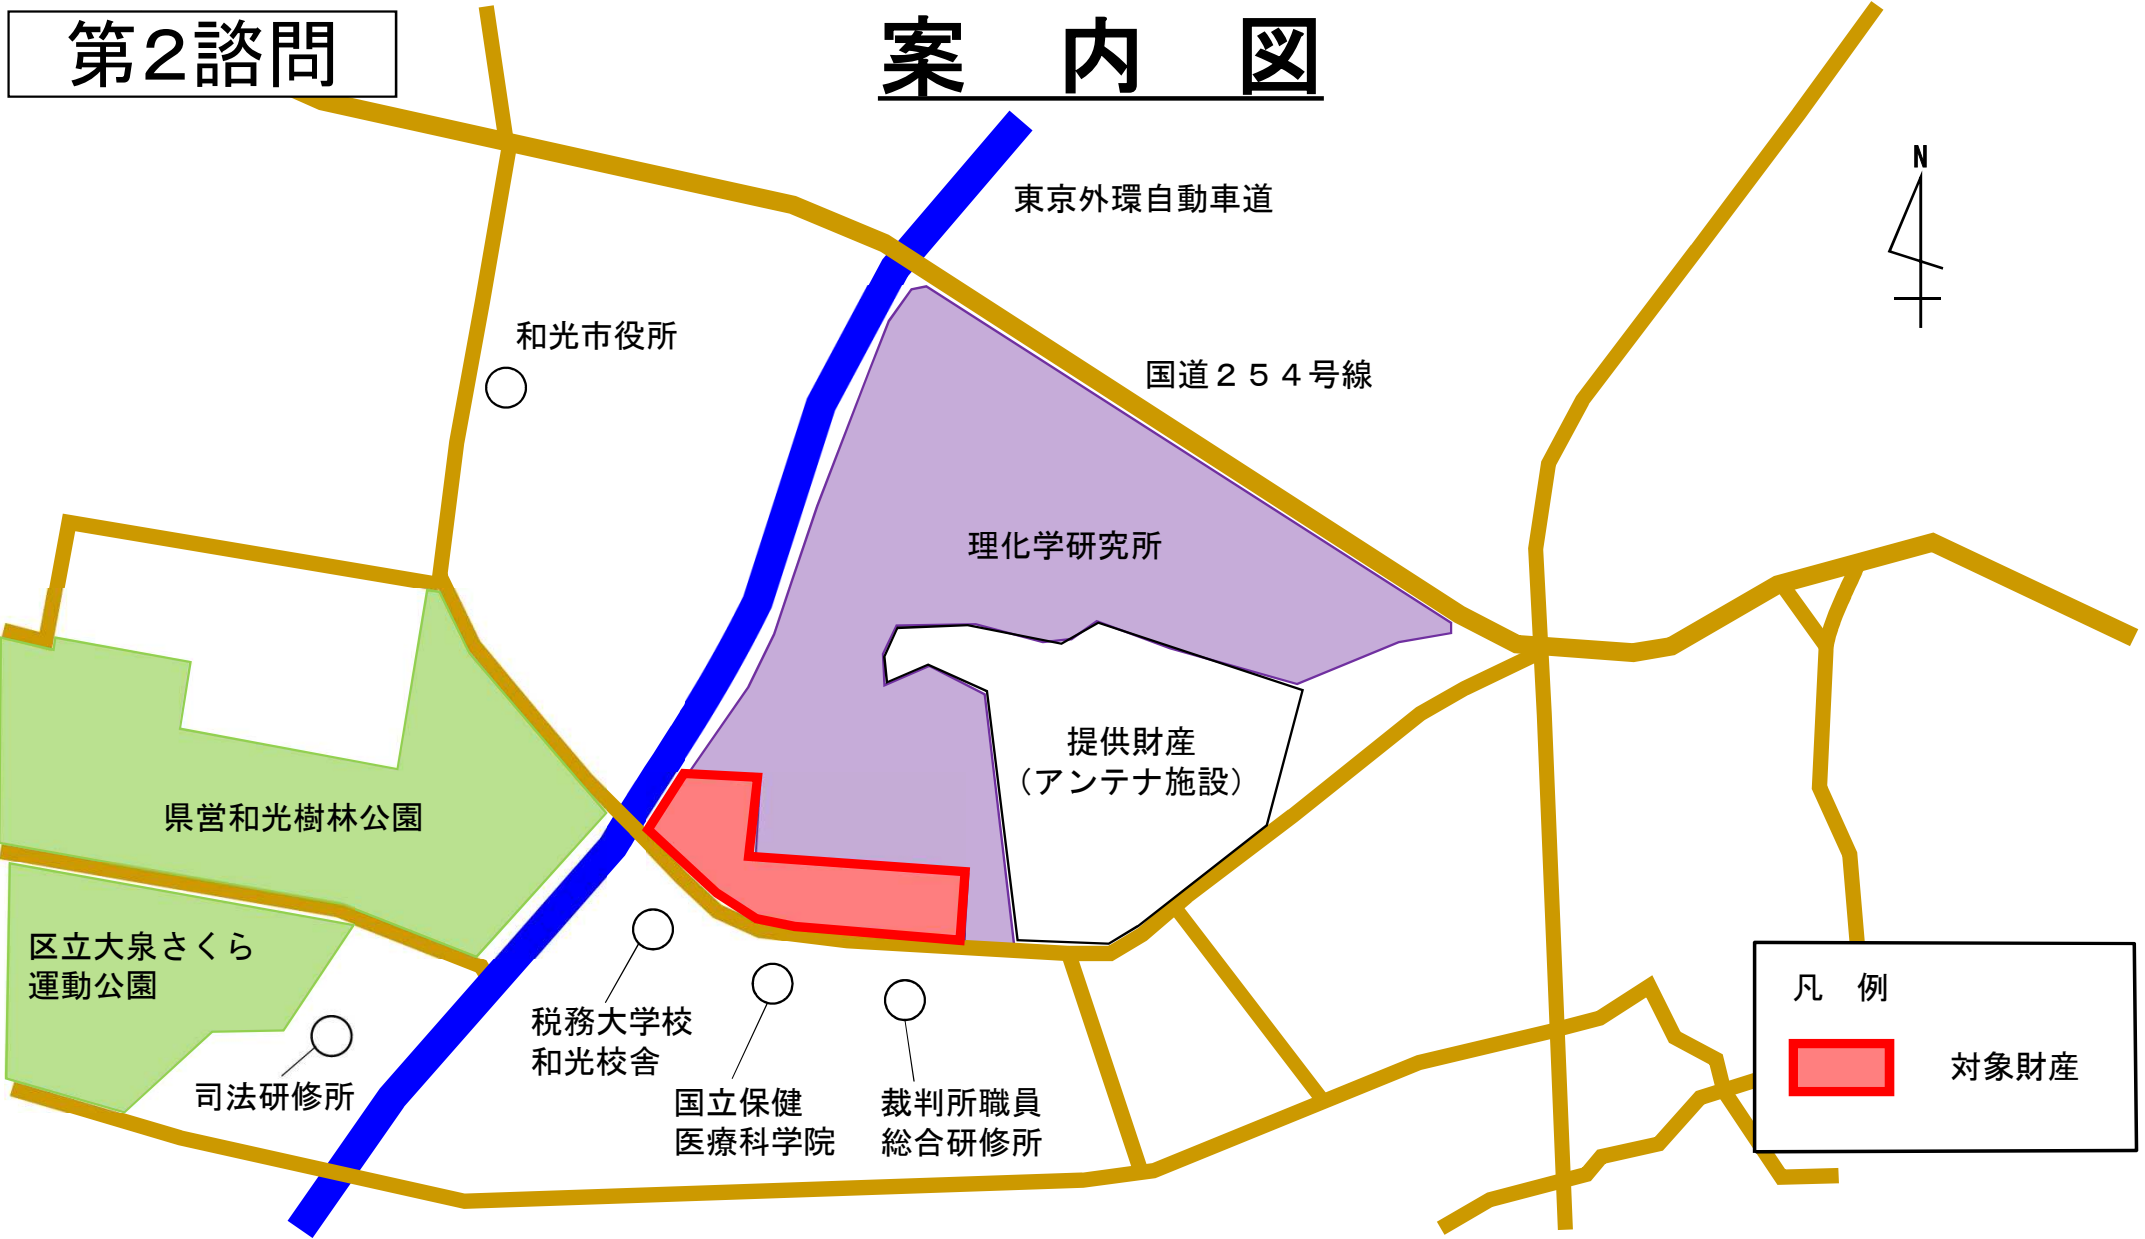 第2諮問
案　内　図
N
東京外環自動車道
和光市役所
国道２５４号線
理化学研究所
提供財産
（アンテナ施設）
県営和光樹林公園
区立大泉さくら
運動公園
司法研修所
税務大学校
和光校舎
国立保健
医療科学院
裁判所職員
総合研修所
凡　例
対象財産